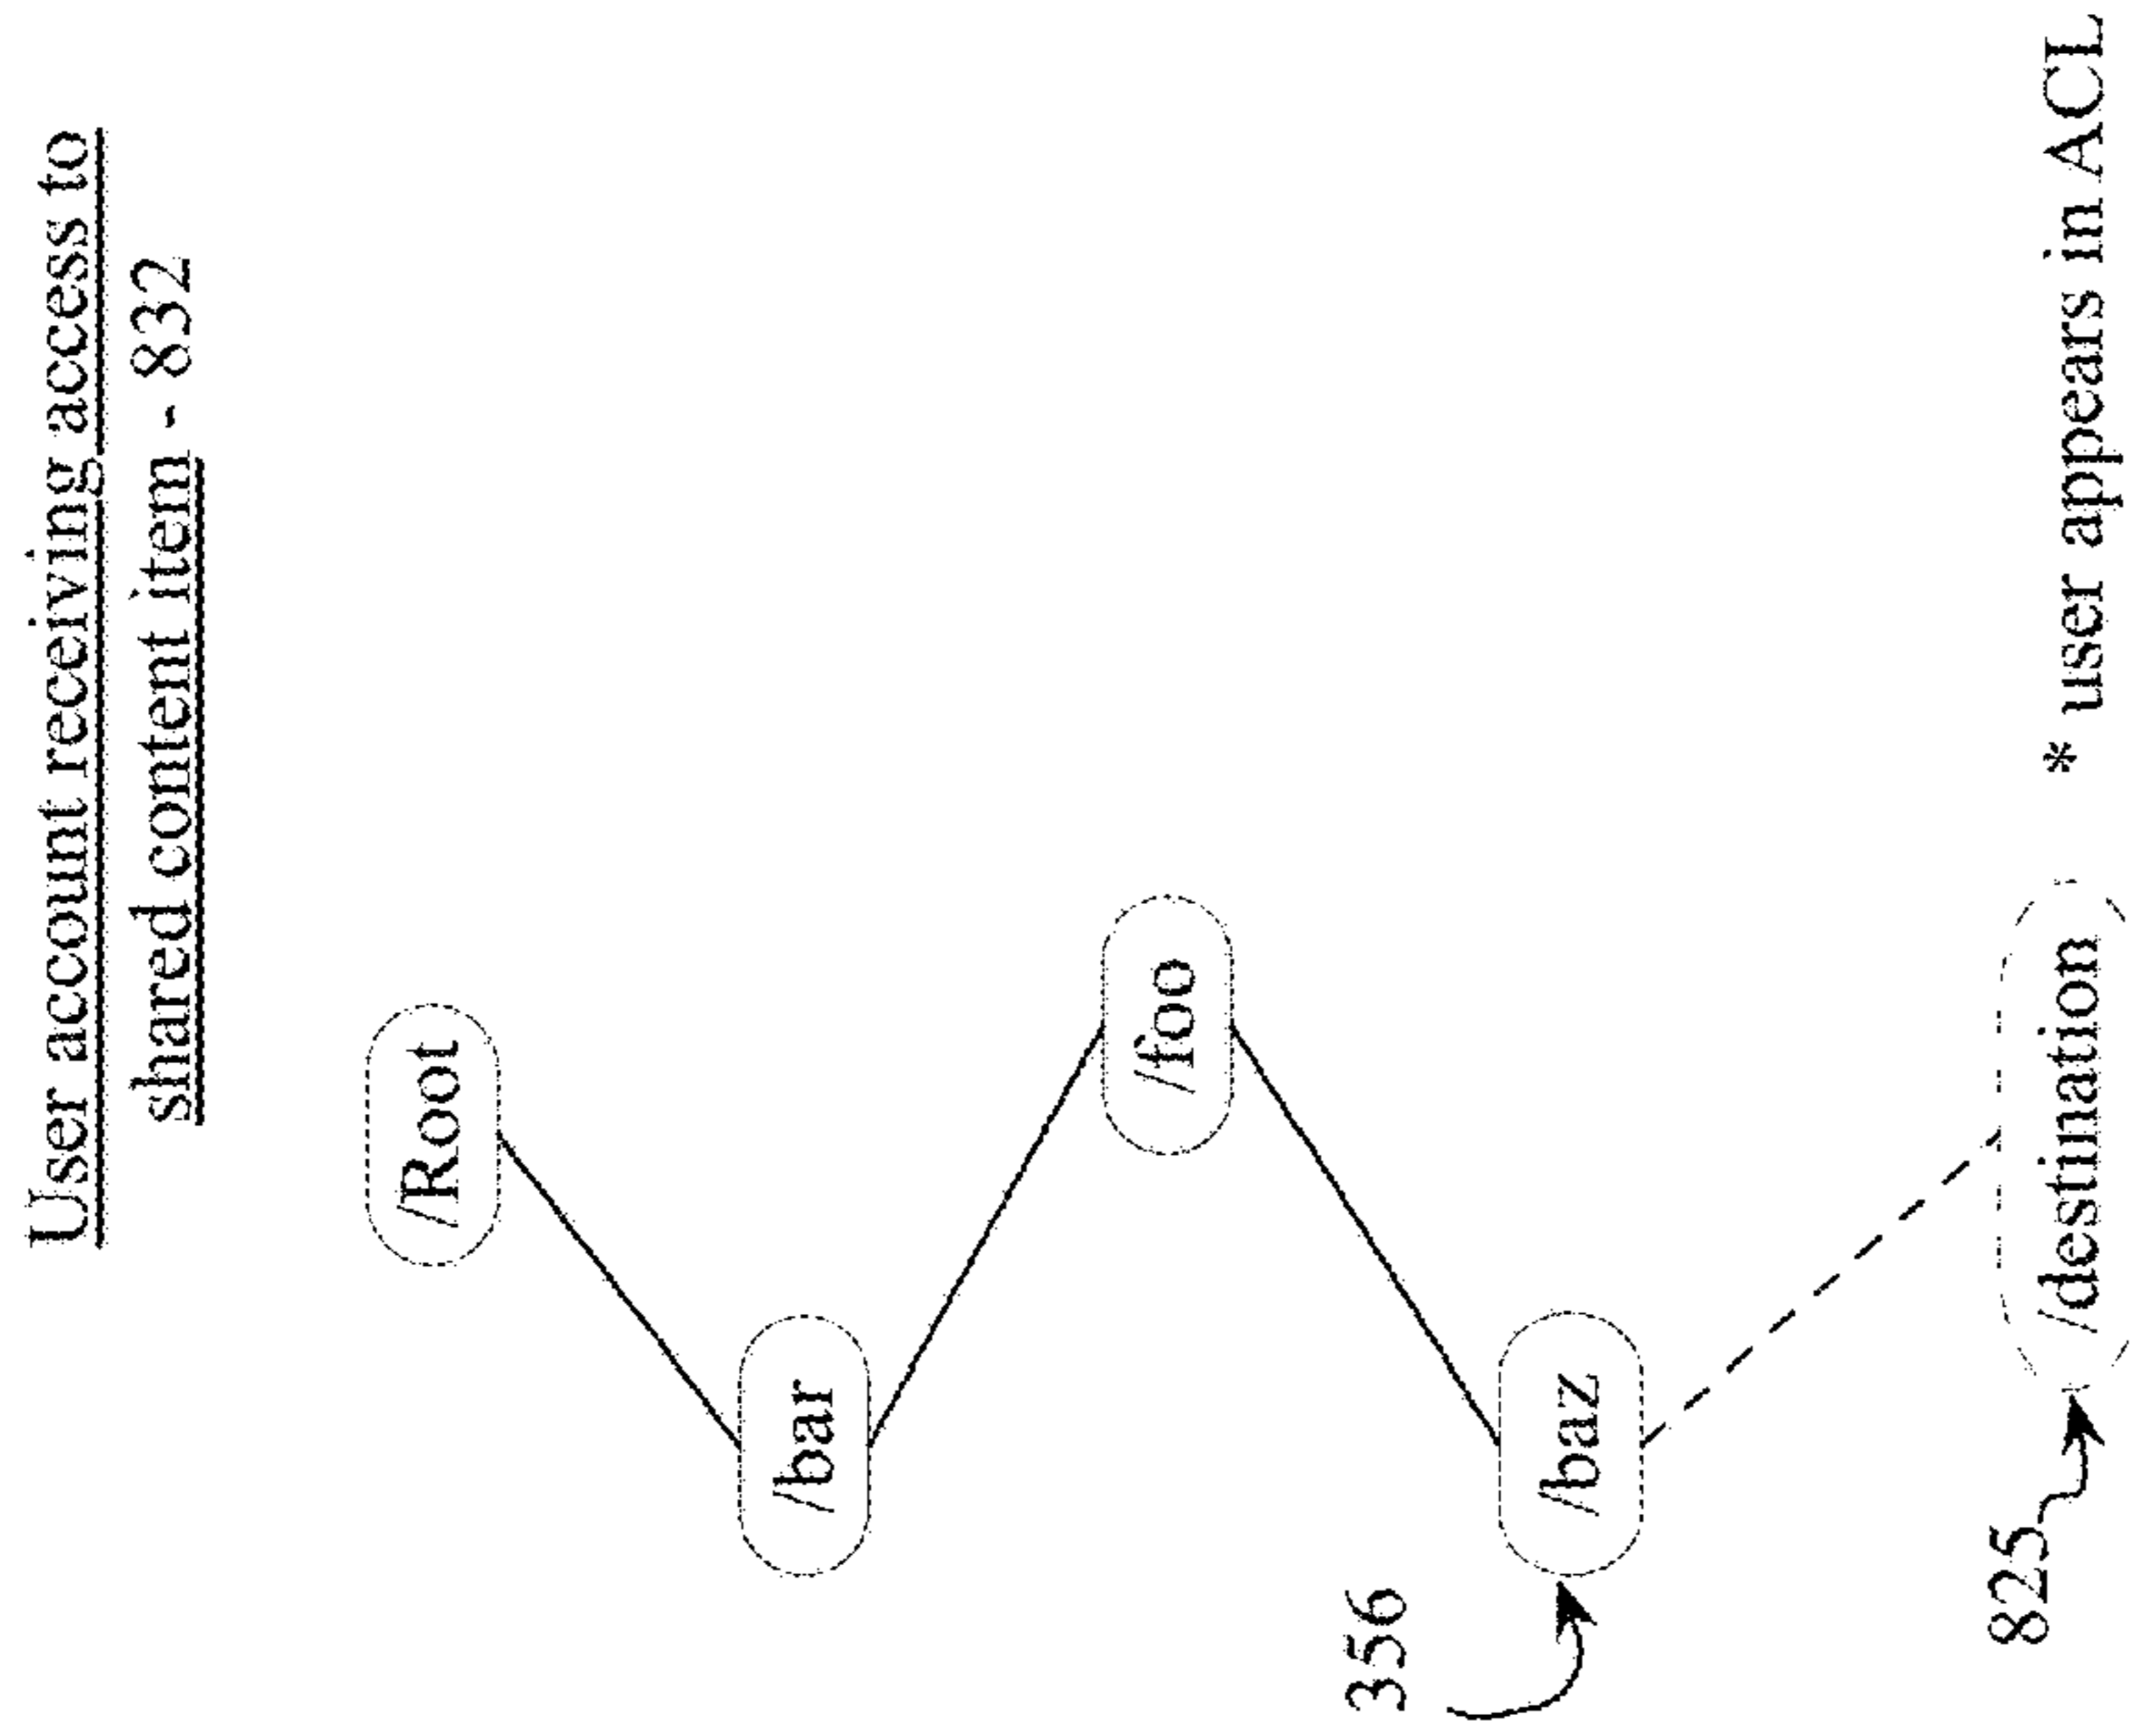 User account receiving access to
shared content item - 832
/Root
/bar
/foo
356
/baz
825
/destination
* user appears in ACL